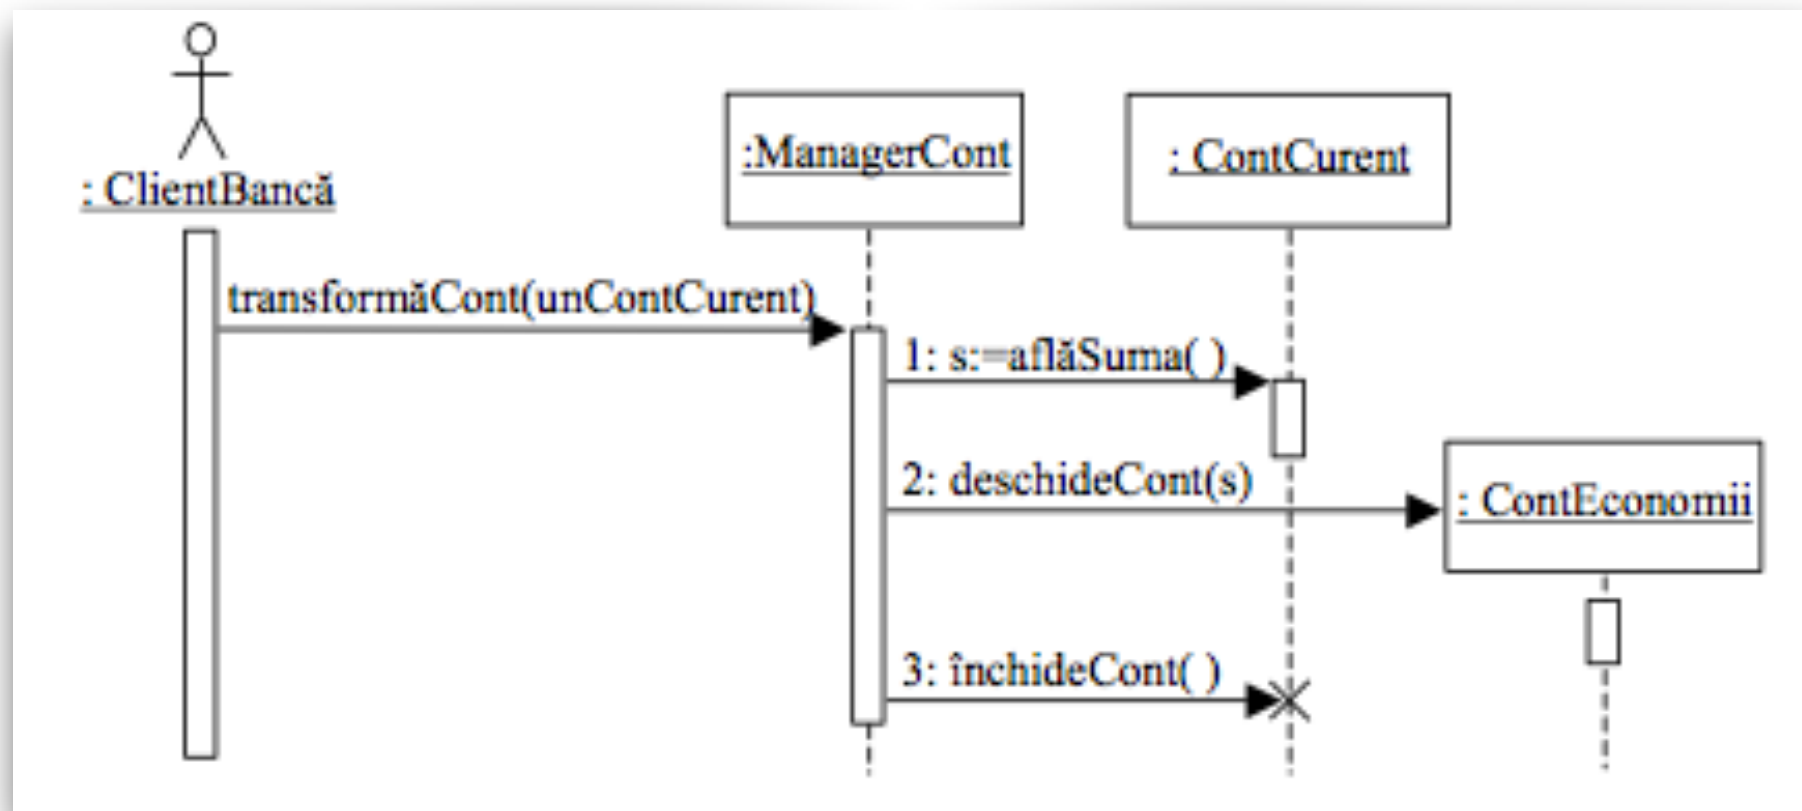 : ClientBancă
:ManagerCont
: ContCurent
transformăCont(unContCurent)
1: s:=aflăSuma( )
2: deschideCont(s)
: ContEconomii
3: închideCont( )